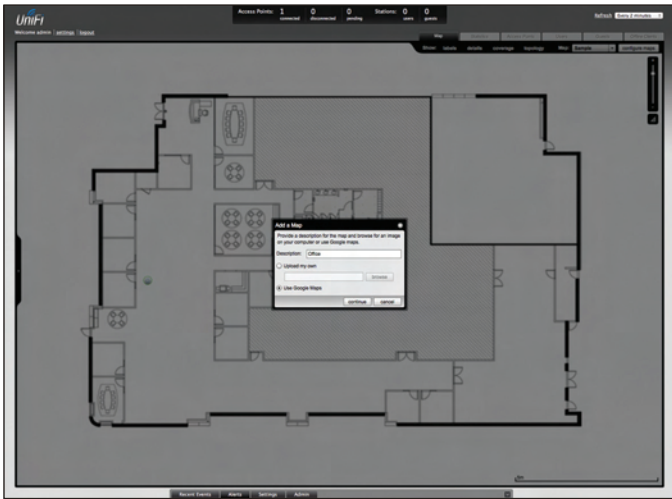 UniFi
Access Points: 1 connected 0 disconnected 0 pending Stations: 0 users 0 guests
Refresh Every 2 minutes
Welcome admin | settings | logout
Map
Show: labels details coverage topology Map: Sample configure maps
Add a Map
Provide a description for the map and browse for an image
on your computer or use Google maps.
Description: Office
Upload my own
browse
Use Google Maps
continue cancel
Recent Events Alerts Settings Admin